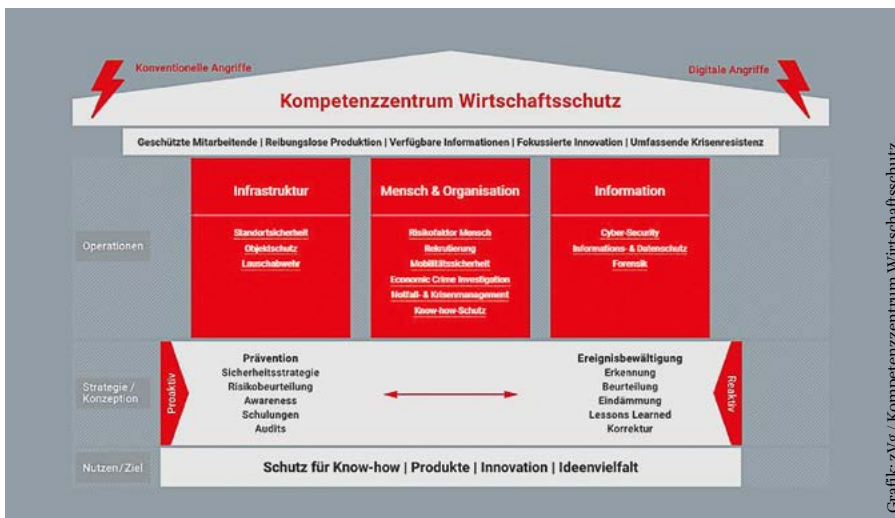 Konventionelle Angriffe
Digitale Angriffe
Kompetenzzentrum Wirtschaftsschutz
Geschützte Mitarbeitende | Reibungslose Produktion | Verfügbare Informationen | Fokussierte Innovation | Umfassende Krisenresistenz
Operationen
Infrastruktur
Standortsicherheit
Objektschutz
Lauschabwehr
Mensch & Organisation
Risikofaktor Mensch
Rekrutierung
Mobilitätssicherheit
Economic Crime Investigation
Notfall- & Krisenmanagement
Know-how-Schutz
Information
Cyber-Security
Informations- & Datenschutz
Forensik
Strategie /
Konzeption
Proaktiv
Prävention
Sicherheitsstrategie
Risikobeurteilung
Awareness
Schulungen
Audits
Ereignisbewältigung
Erkennung
Beurteilung
Eindämmung
Lessons Learned
Korrektur
Reaktiv
Nutzen/Ziel
Schutz für Know-how | Produkte | Innovation | Ideenvielfalt
Grafik: zVg / Kompetenzzentrum Wirtschaftsschutz